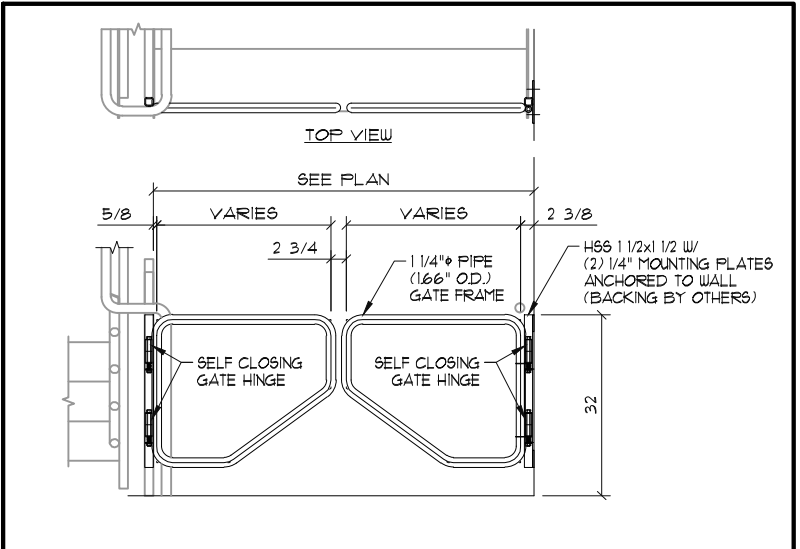 TOP VIEW
SEE PLAN
5/8
VARIES
VARIES
2 3/8
2 3/4
1 1/4"φ PIPE
(1.66" O.D.)
GATE FRAME
HSS 1 1/2x1 1/2 W/
(2) 1/4" MOUNTING PLATES
ANCHORED TO WALL
(BACKING BY OTHERS)
SELF CLOSING
GATE HINGE
SELF CLOSING
GATE HINGE
32